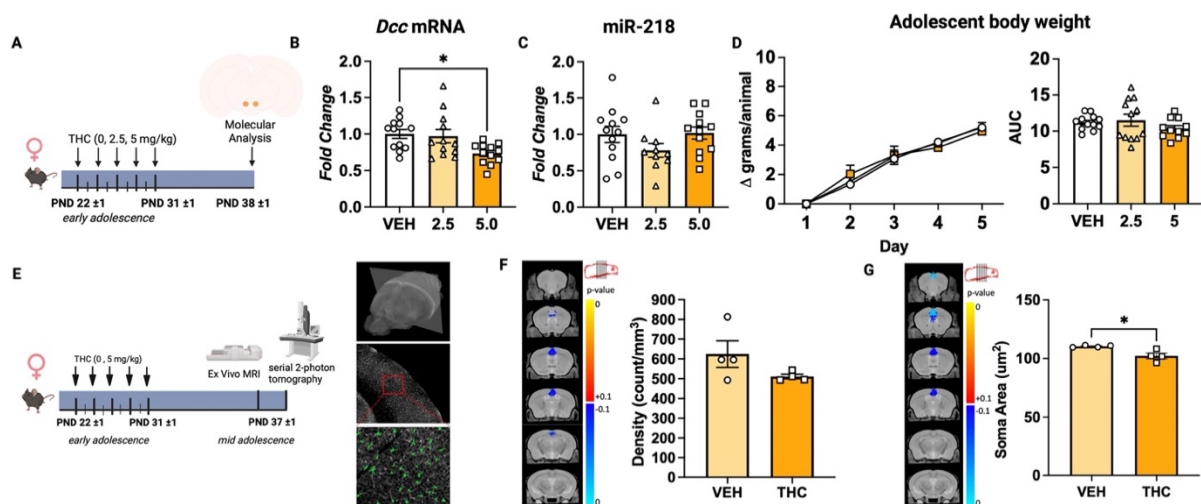 A
THC (0, 2.5, 5 mg/kg)
Molecular
Analysis
PND 22 ±1
PND 31 ±1
PND 38 ±1
early adolescence
B
Dcc mRNA
*
Fold Change
2.0
1.5
1.0
0.5
0.0
VEH
2.5
5.0
C
miR-218
Fold Change
2.0
1.5
1.0
0.5
0.0
VEH
2.5
5.0
Adolescent body weight
D
Δ grams/animal
10
8
6
4
2
0
1
2
3
4
5
Day
AUC
20
15
10
5
0
VEH
2.5
5
E
THC (0, 5 mg/kg)
Ex Vivo MRI
serial 2-photon
tomography
PND 22 ±1
PND 31 ±1
PND 37 ±1
early adolescence
mid adolescence
F
p-value
0
+0.1
-0.1
0
Density (count/mm³)
900
800
700
600
500
400
300
200
100
0
VEH
THC
G
p-value
0
+0.1
-0.1
0
*
Soma Area (um²)
150
100
50
0
VEH
THC